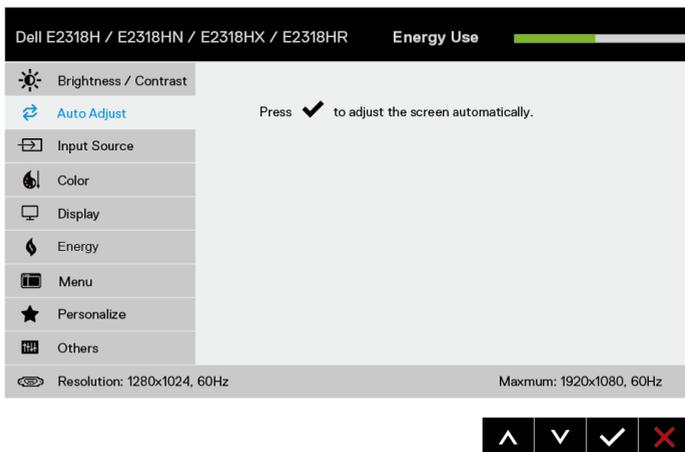 Dell E2318H / E2318HN / E2318HX / E2318HR Energy Use
Brightness / Contrast
Auto Adjust
Press ✔ to adjust the screen automatically.
Input Source
Color
Display
Energy
Menu
Personalize
Others
Resolution: 1280x1024, 60Hz Maxmum: 1920x1080, 60Hz